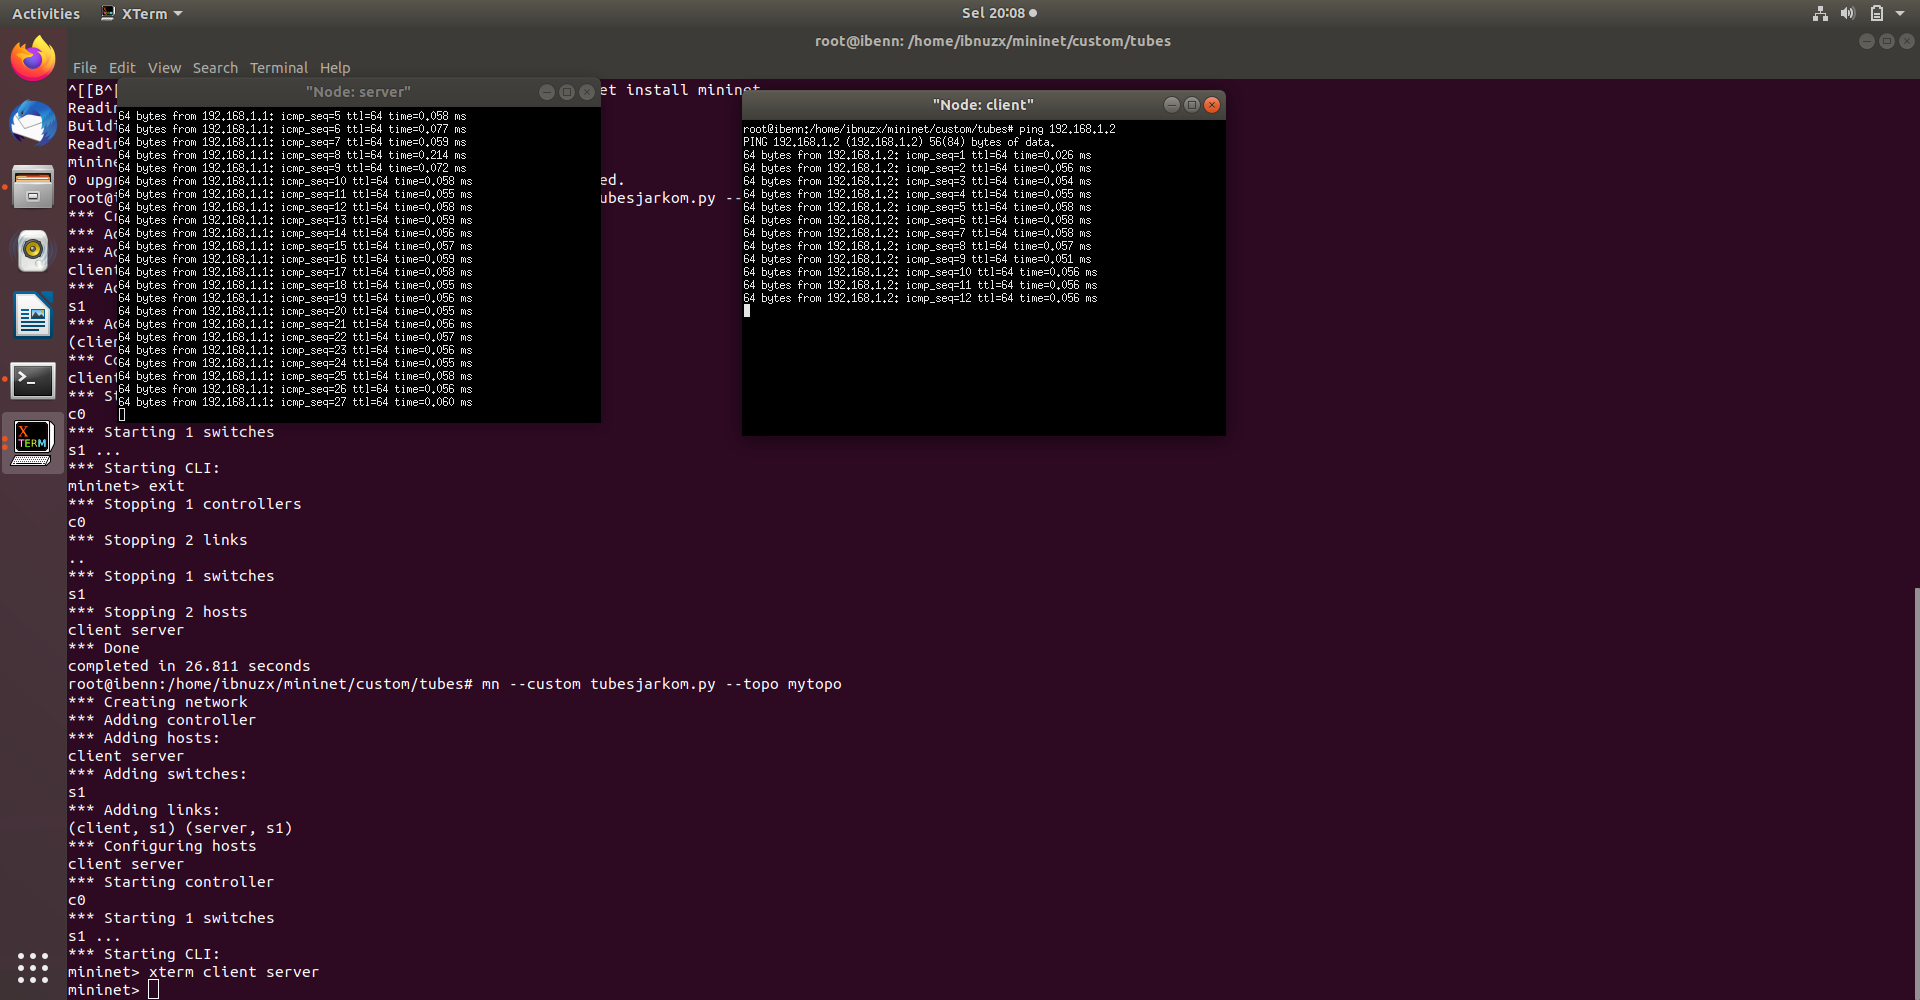 Activities
XTerm
Sel 20:08
root@ibenn: /home/ibnuzx/mininet/custom/tubes
File Edit View Search Terminal Help
"Node: server"
64 bytes from 192.168.1.1: icmp_seq=5 ttl=64 time=0.058 ms
64 bytes from 192.168.1.1: icmp_seq=6 ttl=64 time=0.077 ms
64 bytes from 192.168.1.1: icmp_seq=7 ttl=64 time=0.059 ms
64 bytes from 192.168.1.1: icmp_seq=8 ttl=64 time=0.214 ms
64 bytes from 192.168.1.1: icmp_seq=9 ttl=64 time=0.072 ms
64 bytes from 192.168.1.1: icmp_seq=10 ttl=64 time=0.058 ms
64 bytes from 192.168.1.1: icmp_seq=11 ttl=64 time=0.055 ms
64 bytes from 192.168.1.1: icmp_seq=12 ttl=64 time=0.058 ms
64 bytes from 192.168.1.1: icmp_seq=13 ttl=64 time=0.059 ms
64 bytes from 192.168.1.1: icmp_seq=14 ttl=64 time=0.056 ms
64 bytes from 192.168.1.1: icmp_seq=15 ttl=64 time=0.057 ms
64 bytes from 192.168.1.1: icmp_seq=16 ttl=64 time=0.059 ms
64 bytes from 192.168.1.1: icmp_seq=17 ttl=64 time=0.058 ms
64 bytes from 192.168.1.1: icmp_seq=18 ttl=64 time=0.055 ms
64 bytes from 192.168.1.1: icmp_seq=19 ttl=64 time=0.056 ms
64 bytes from 192.168.1.1: icmp_seq=20 ttl=64 time=0.055 ms
64 bytes from 192.168.1.1: icmp_seq=21 ttl=64 time=0.056 ms
64 bytes from 192.168.1.1: icmp_seq=22 ttl=64 time=0.057 ms
64 bytes from 192.168.1.1: icmp_seq=23 ttl=64 time=0.056 ms
64 bytes from 192.168.1.1: icmp_seq=24 ttl=64 time=0.055 ms
64 bytes from 192.168.1.1: icmp_seq=25 ttl=64 time=0.058 ms
64 bytes from 192.168.1.1: icmp_seq=26 ttl=64 time=0.056 ms
64 bytes from 192.168.1.1: icmp_seq=27 ttl=64 time=0.060 ms
"Node: client"
root@ibenn:/home/ibnuzx/mininet/custom/tubes# ping 192.168.1.2
PING 192.168.1.2 (192.168.1.2) 56(84) bytes of data.
64 bytes from 192.168.1.2: icmp_seq=1 ttl=64 time=0.026 ms
64 bytes from 192.168.1.2: icmp_seq=2 ttl=64 time=0.056 ms
64 bytes from 192.168.1.2: icmp_seq=3 ttl=64 time=0.054 ms
64 bytes from 192.168.1.2: icmp_seq=4 ttl=64 time=0.055 ms
64 bytes from 192.168.1.2: icmp_seq=5 ttl=64 time=0.058 ms
64 bytes from 192.168.1.2: icmp_seq=6 ttl=64 time=0.058 ms
64 bytes from 192.168.1.2: icmp_seq=7 ttl=64 time=0.058 ms
64 bytes from 192.168.1.2: icmp_seq=8 ttl=64 time=0.057 ms
64 bytes from 192.168.1.2: icmp_seq=9 ttl=64 time=0.051 ms
64 bytes from 192.168.1.2: icmp_seq=10 ttl=64 time=0.056 ms
64 bytes from 192.168.1.2: icmp_seq=11 ttl=64 time=0.056 ms
64 bytes from 192.168.1.2: icmp_seq=12 ttl=64 time=0.056 ms
^[[B^[ et install mininet
Readin
Buildi
Readin
minine
0 upgr ed.
root@i ubesjarkom.py --
*** Cr
*** Ad
*** Ad
client
*** Ad
s1
*** Ad
(clien
*** Co
client
*** St
c0
*** Starting 1 switches
s1 ...
*** Starting CLI:
mininet> exit
*** Stopping 1 controllers
c0
*** Stopping 2 links
..
*** Stopping 1 switches
s1
*** Stopping 2 hosts
client server
*** Done
completed in 26.811 seconds
root@ibenn:/home/ibnuzx/mininet/custom/tubes# mn --custom tubesjarkom.py --topo mytopo
*** Creating network
*** Adding controller
*** Adding hosts:
client server
*** Adding switches:
s1
*** Adding links:
(client, s1) (server, s1)
*** Configuring hosts
client server
*** Starting controller
c0
*** Starting 1 switches
s1 ...
*** Starting CLI:
mininet> xterm client server
mininet>
X
TERM